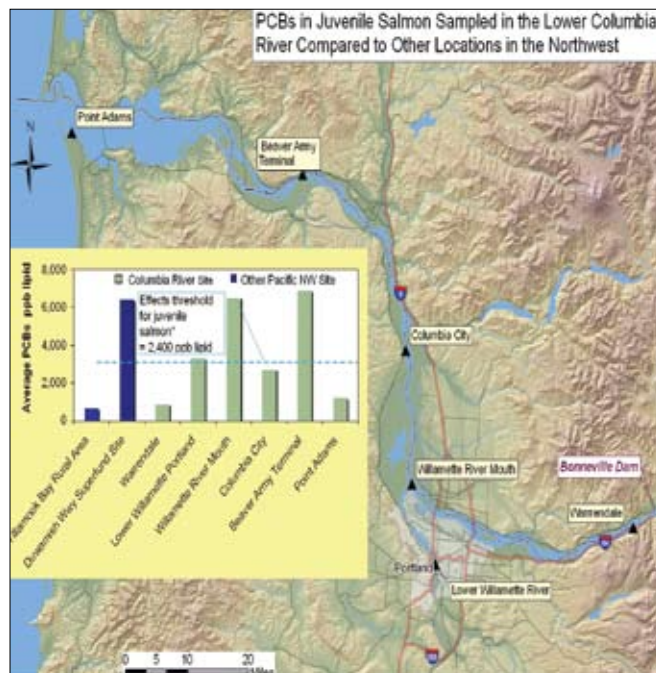 PCBs in Juvenile Salmon Sampled in the Lower Columbia
River Compared to Other Locations in the Northwest
Point Adams
N
Beaver Army
Terminal
Columbia River Site
Other Pacific NW Site
8,000
6,000
4,000
2,000
0
Average PCBs ppb lipid
Effects threshold
for juvenile
salmon*
= 2,400 ppb lipid
Bay Rural Area
Superfund Site
Warrendale
Lower Willamette Portland
Willamette River Mouth
Columbia City
Beaver Army Terminal
Point Adams
Columbia City
Willamette River Mouth
Bonneville Dam
Warrendale
Portland
Lower Willamette River
0 5 10 20
Miles